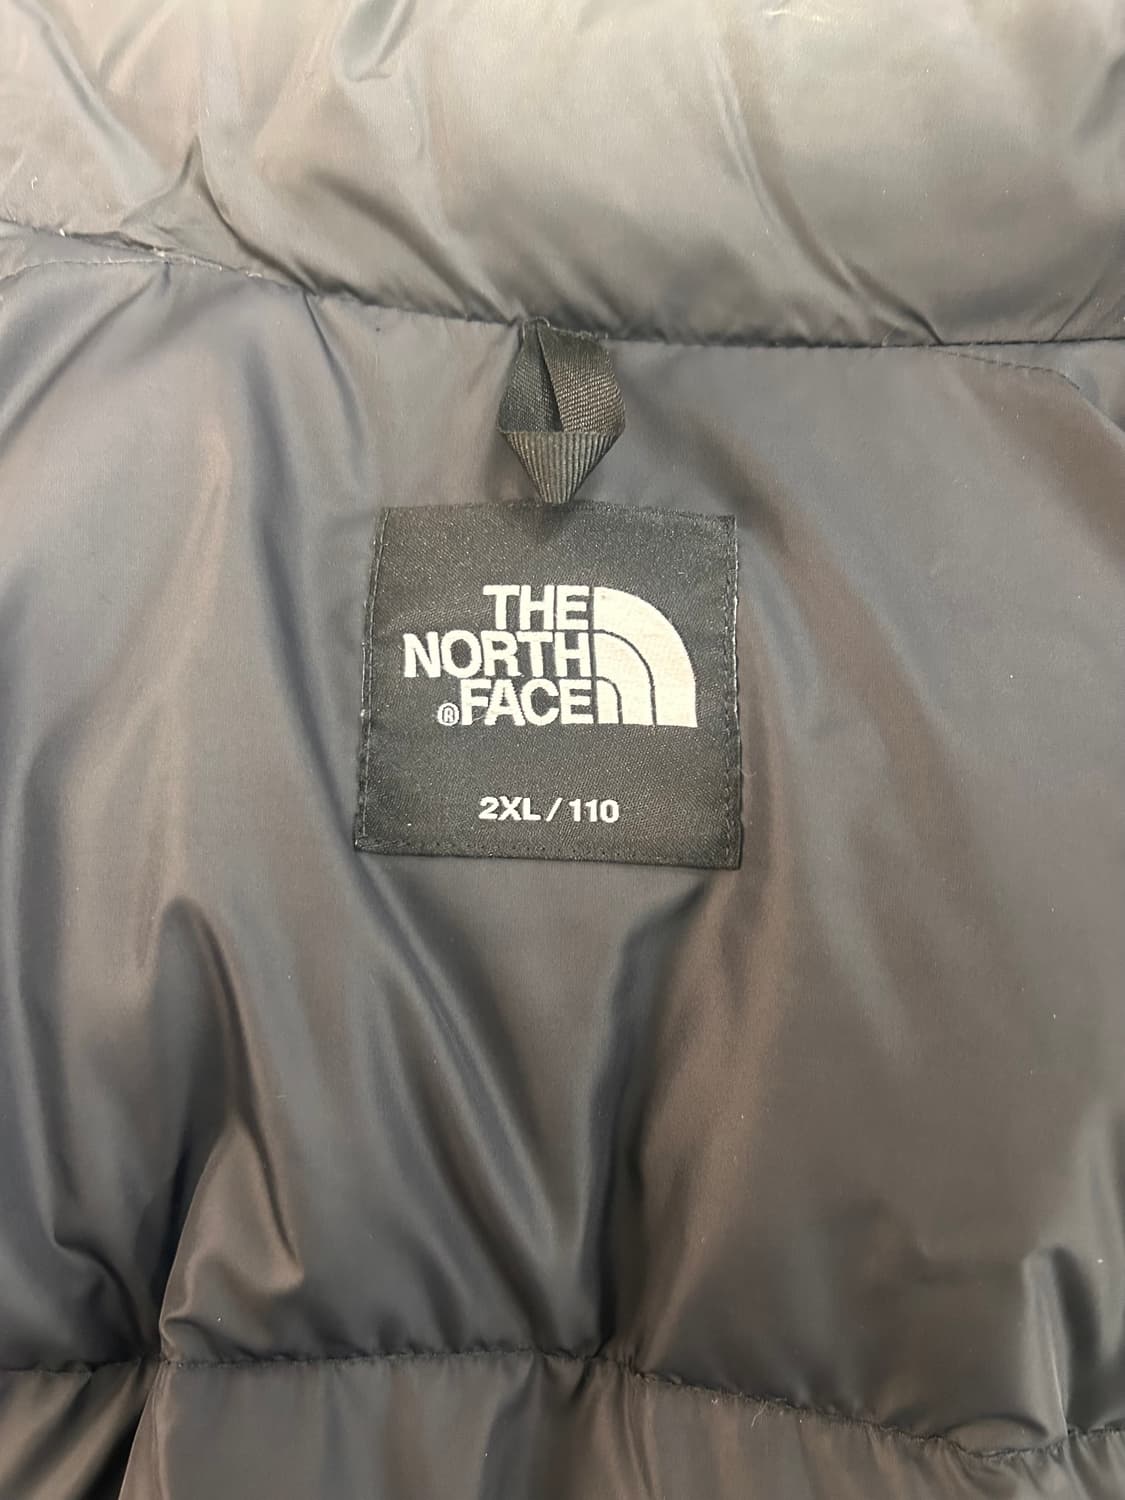 THE
NORTH
®FACE
2XL / 110